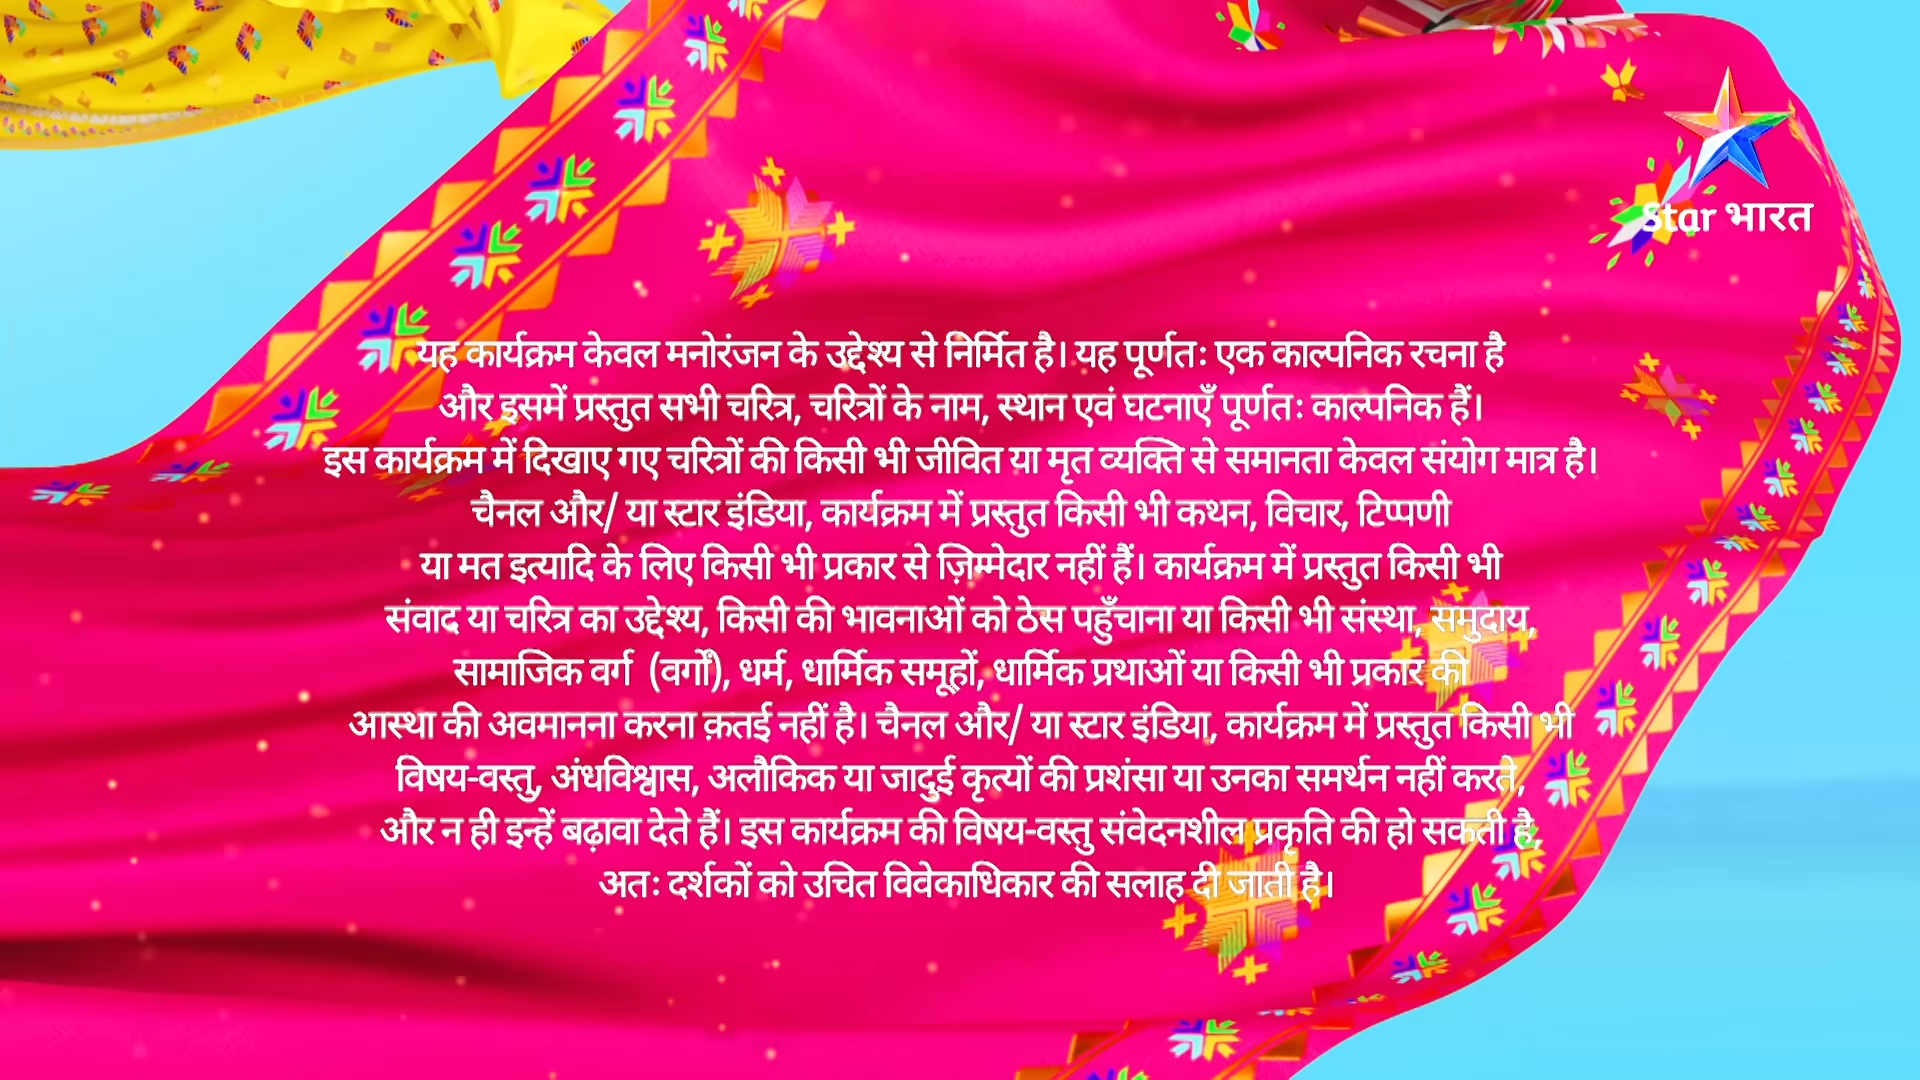 Star भारत
यह कार्यक्रम केवल मनोरंजन के उद्देश्य से निर्मित है। यह पूर्णतः एक काल्पनिक रचना है
और इसमें प्रस्तुत सभी चरित्र, चरित्रों के नाम, स्थान एवं घटनाएँ पूर्णतः काल्पनिक हैं।
इस कार्यक्रम में दिखाए गए चरित्रों की किसी भी जीवित या मृत व्यक्ति से समानता केवल संयोग मात्र है।
चैनल और/ या स्टार इंडिया, कार्यक्रम में प्रस्तुत किसी भी कथन, विचार, टिप्पणी
या मत इत्यादि के लिए किसी भी प्रकार से ज़िम्मेदार नहीं हैं। कार्यक्रम में प्रस्तुत किसी भी
संवाद या चरित्र का उद्देश्य, किसी की भावनाओं को ठेस पहुँचाना या किसी भी संस्था, समुदाय,
सामाजिक वर्ग (वर्गों), धर्म, धार्मिक समूहों, धार्मिक प्रथाओं या किसी भी प्रकार की
आस्था की अवमानना करना क़तई नहीं है। चैनल और/ या स्टार इंडिया, कार्यक्रम में प्रस्तुत किसी भी
विषय-वस्तु, अंधविश्वास, अलौकिक या जादुई कृत्यों की प्रशंसा या उनका समर्थन नहीं करते,
और न ही इन्हें बढ़ावा देते हैं। इस कार्यक्रम की विषय-वस्तु संवेदनशील प्रकृति की हो सकती है,
अतः दर्शकों को उचित विवेकाधिकार की सलाह दी जाती है।